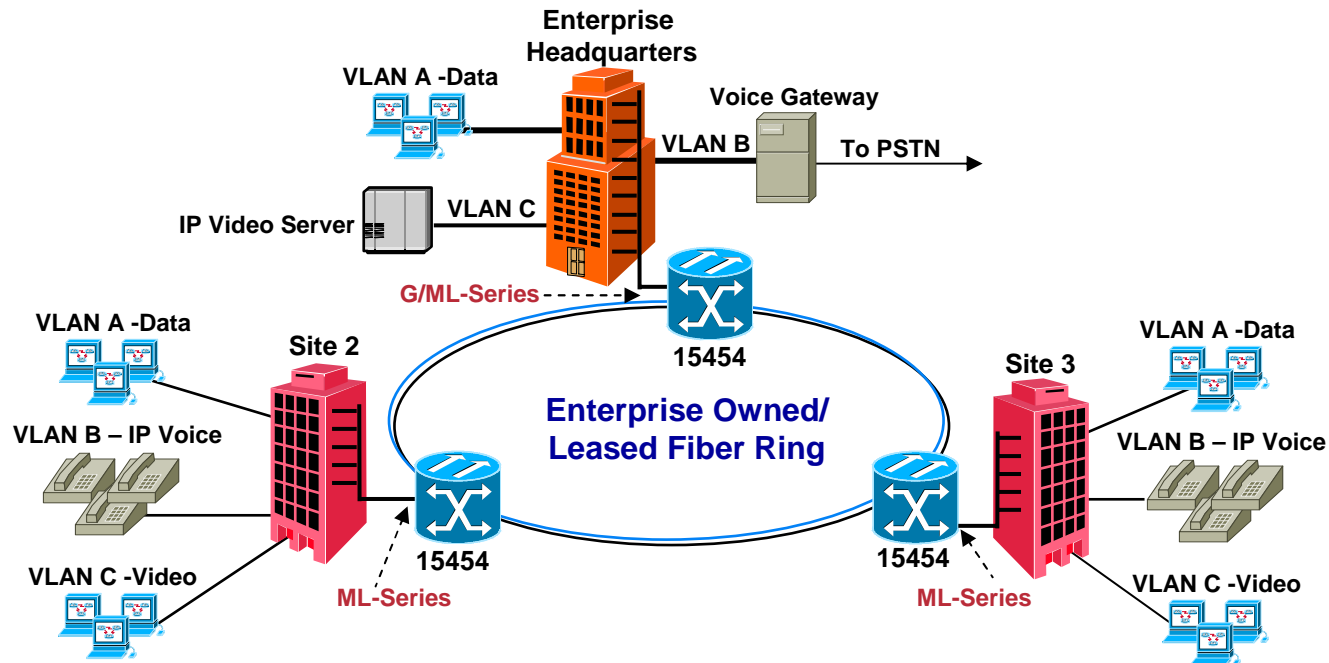 Enterprise
Headquarters
VLAN A -Data
Voice Gateway
VLAN B
To PSTN
IP Video Server
VLAN C
G/ML-Series
15454
VLAN A -Data
Site 2
VLAN B – IP Voice
VLAN C -Video
15454
ML-Series
Enterprise Owned/
Leased Fiber Ring
Site 3
VLAN A -Data
VLAN B – IP Voice
15454
ML-Series
VLAN C -Video